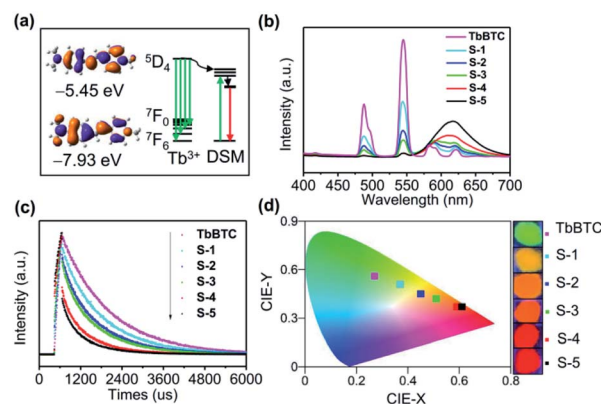 (a)
−5.45 eV
−7.93 eV
⁵D₄
⁷F₀
⁷F₆
Tb³⁺ DSM
(b)
Intensity (a.u.)
TbBTC
S-1
S-2
S-3
S-4
S-5
400 450 500 550 600 650 700
Wavelength (nm)
(c)
Intensity (a.u.)
TbBTC
S-1
S-2
S-3
S-4
S-5
0 1200 2400 3600 4800 6000
Times (us)
(d)
CIE-Y
0.9
0.6
0.3
0.0
0.2 0.4 0.6 0.8
CIE-X
TbBTC
S-1
S-2
S-3
S-4
S-5